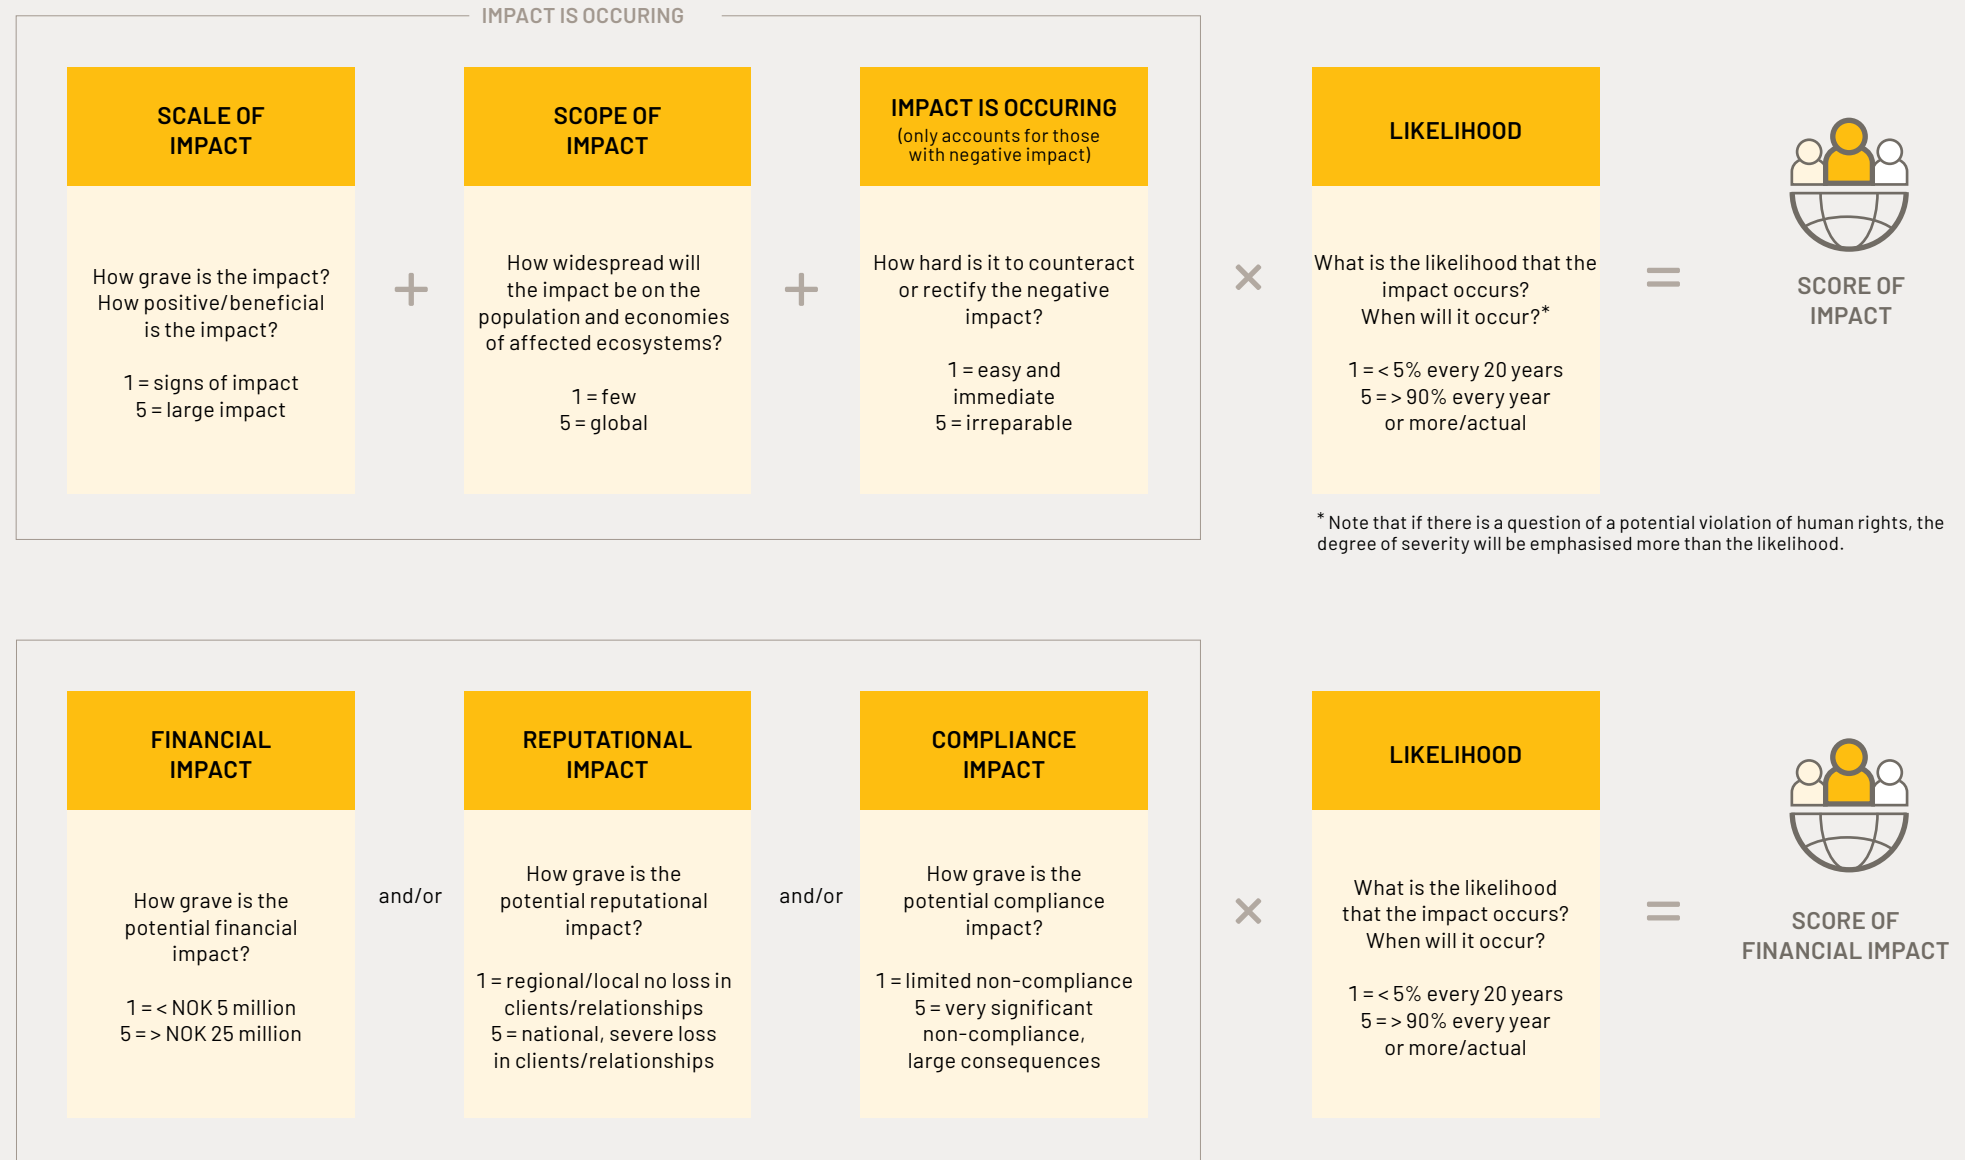 IMPACT IS OCCURING
SCALE OF
IMPACT
How grave is the impact?
How positive/beneficial
is the impact?
1 = signs of impact
5 = large impact
+
SCOPE OF
IMPACT
How widespread will
the impact be on the
population and economies
of affected ecosystems?
1 = few
5 = global
+
IMPACT IS OCCURING
(only accounts for those
with negative impact)
How hard is it to counteract
or rectify the negative
impact?
1 = easy and
immediate
5 = irreparable
×
LIKELIHOOD
What is the likelihood that the
impact occurs?
When will it occur?*
1 = < 5% every 20 years
5 = > 90% every year
or more/actual
=
SCORE OF
IMPACT
* Note that if there is a question of a potential violation of human rights, the
degree of severity will be emphasised more than the likelihood.
FINANCIAL
IMPACT
How grave is the
potential financial
impact?
1 = < NOK 5 million
5 = > NOK 25 million
and/or
REPUTATIONAL
IMPACT
How grave is the
potential reputational
impact?
1 = regional/local no loss in
clients/relationships
5 = national, severe loss
in clients/relationships
and/or
COMPLIANCE
IMPACT
How grave is the
potential compliance
impact?
1 = limited non-compliance
5 = very significant
non-compliance,
large consequences
×
LIKELIHOOD
What is the likelihood
that the impact occurs?
When will it occur?
1 = < 5% every 20 years
5 = > 90% every year
or more/actual
=
SCORE OF
FINANCIAL IMPACT